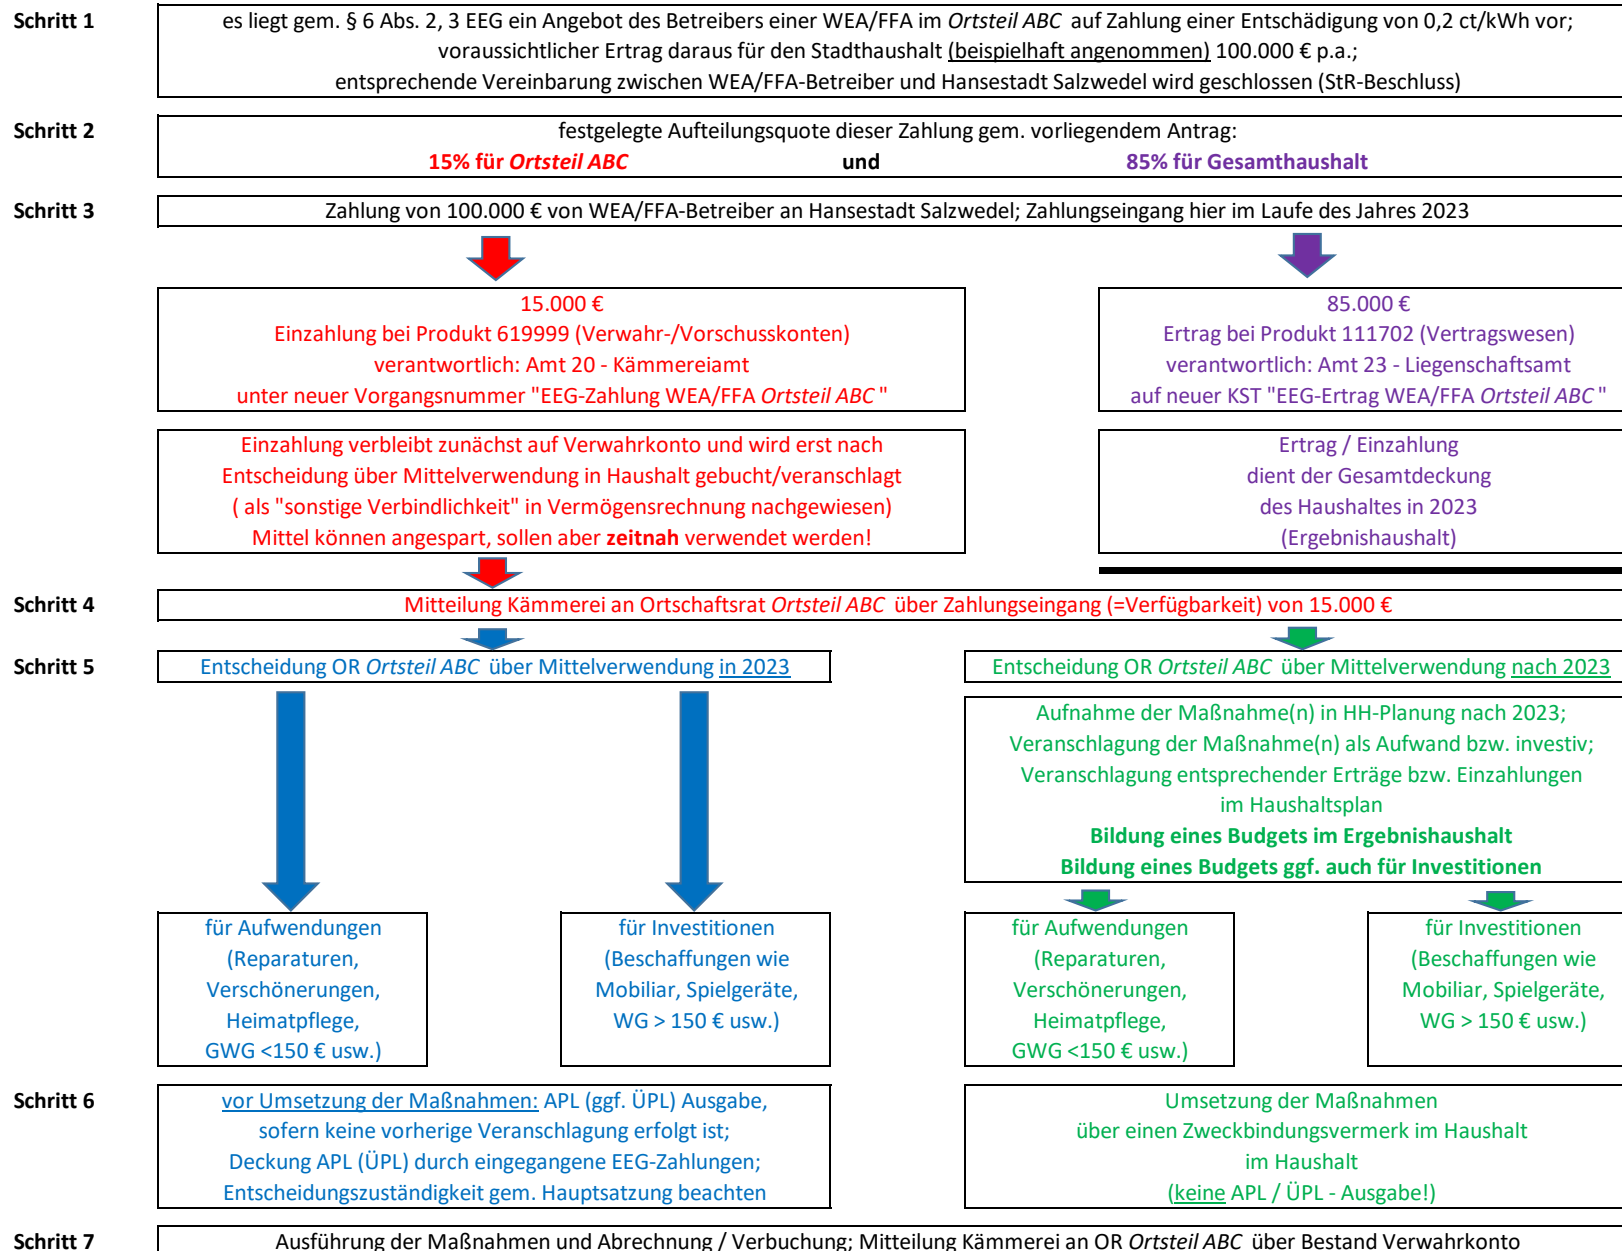 Schritt 1
es liegt gem. § 6 Abs. 2, 3 EEG ein Angebot des Betreibers einer WEA/FFA im Ortsteil ABC auf Zahlung einer Entschädigung von 0,2 ct/kWh vor;
voraussichtlicher Ertrag daraus für den Stadthaushalt (beispielhaft angenommen) 100.000 € p.a.;
entsprechende Vereinbarung zwischen WEA/FFA-Betreiber und Hansestadt Salzwedel wird geschlossen (StR-Beschluss)
Schritt 2
festgelegte Aufteilungsquote dieser Zahlung gem. vorliegendem Antrag:
15% für Ortsteil ABC und 85% für Gesamthaushalt
Schritt 3
Zahlung von 100.000 € von WEA/FFA-Betreiber an Hansestadt Salzwedel; Zahlungseingang hier im Laufe des Jahres 2023
15.000 €
Einzahlung bei Produkt 619999 (Verwahr-/Vorschusskonten)
verantwortlich: Amt 20 - Kämmereiamt
unter neuer Vorgangsnummer "EEG-Zahlung WEA/FFA Ortsteil ABC "
85.000 €
Ertrag bei Produkt 111702 (Vertragswesen)
verantwortlich: Amt 23 - Liegenschaftsamt
auf neuer KST "EEG-Ertrag WEA/FFA Ortsteil ABC "
Einzahlung verbleibt zunächst auf Verwahrkonto und wird erst nach
Entscheidung über Mittelverwendung in Haushalt gebucht/veranschlagt
( als "sonstige Verbindlichkeit" in Vermögensrechnung nachgewiesen)
Mittel können angespart, sollen aber zeitnah verwendet werden!
Ertrag / Einzahlung
dient der Gesamtdeckung
des Haushaltes in 2023
(Ergebnishaushalt)
Schritt 4
Mitteilung Kämmerei an Ortschaftsrat Ortsteil ABC über Zahlungseingang (=Verfügbarkeit) von 15.000 €
Schritt 5
Entscheidung OR Ortsteil ABC über Mittelverwendung in 2023
Entscheidung OR Ortsteil ABC über Mittelverwendung nach 2023
Aufnahme der Maßnahme(n) in HH-Planung nach 2023;
Veranschlagung der Maßnahme(n) als Aufwand bzw. investiv;
Veranschlagung entsprechender Erträge bzw. Einzahlungen
im Haushaltsplan
Bildung eines Budgets im Ergebnishaushalt
Bildung eines Budgets ggf. auch für Investitionen
für Aufwendungen
(Reparaturen,
Verschönerungen,
Heimatpflege,
GWG <150 € usw.)
für Investitionen
(Beschaffungen wie
Mobiliar, Spielgeräte,
WG > 150 € usw.)
für Aufwendungen
(Reparaturen,
Verschönerungen,
Heimatpflege,
GWG <150 € usw.)
für Investitionen
(Beschaffungen wie
Mobiliar, Spielgeräte,
WG > 150 € usw.)
Schritt 6
vor Umsetzung der Maßnahmen: APL (ggf. ÜPL) Ausgabe,
sofern keine vorherige Veranschlagung erfolgt ist;
Deckung APL (ÜPL) durch eingegangene EEG-Zahlungen;
Entscheidungszuständigkeit gem. Hauptsatzung beachten
Umsetzung der Maßnahmen
über einen Zweckbindungsvermerk im Haushalt
im Haushalt
(keine APL / ÜPL - Ausgabe!)
Schritt 7
Ausführung der Maßnahmen und Abrechnung / Verbuchung; Mitteilung Kämmerei an OR Ortsteil ABC über Bestand Verwahrkonto